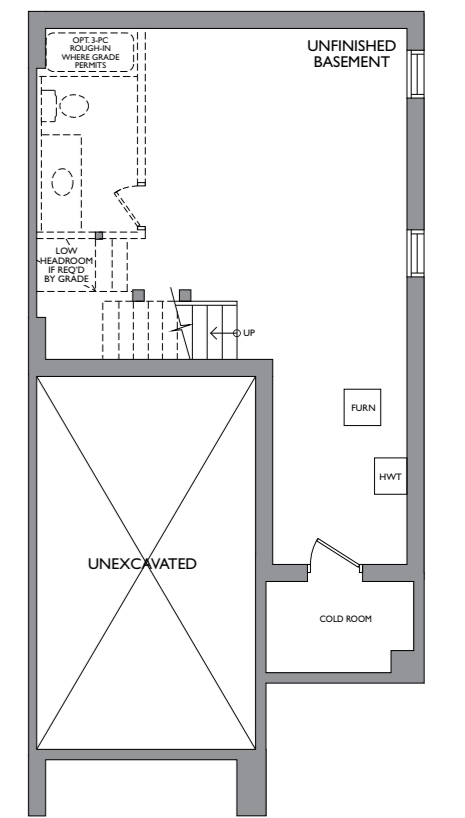 OPT. 3-PC
ROUGH-IN
WHERE GRADE
PERMITS
UNFINISHED
BASEMENT
LOW
HEADROOM
IF REQ'D
BY GRADE
UP
FURN
HWT
UNEXCAVATED
COLD ROOM